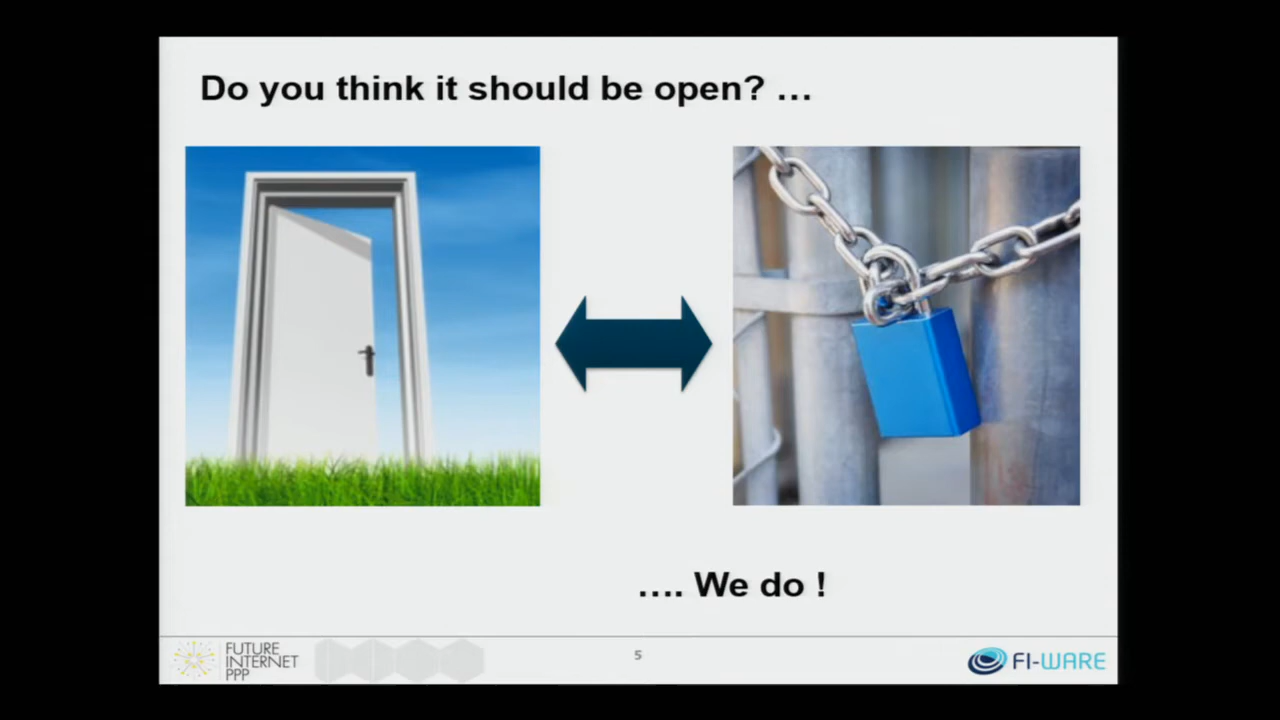 Do you think it should be open? ...
.... We do !
FUTURE
INTERNET
PPP
5
FI-WARE